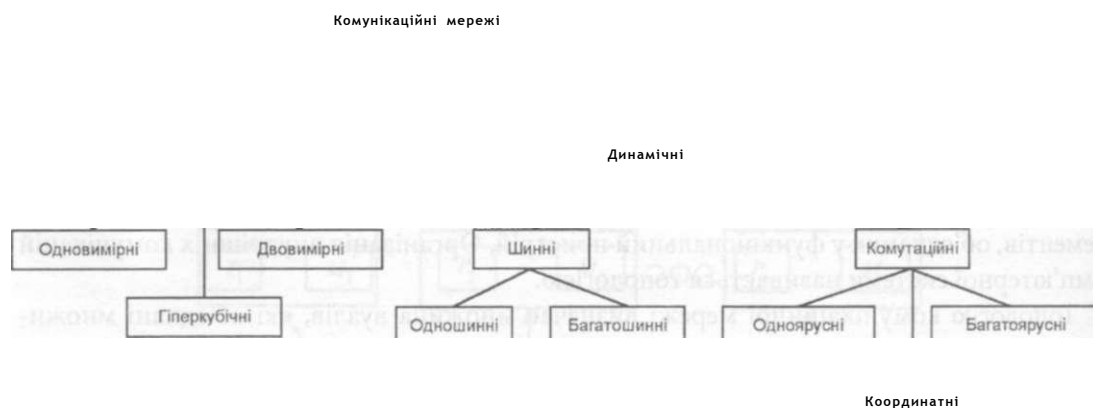 Комунікаційні мережі
Динамічні
Одновимірні
Двовимірні
Шинні
Комутаційні
Гіперкубічні
Одношинні
Багатошинні
Одноярусні
Багатоярусні
Координатні